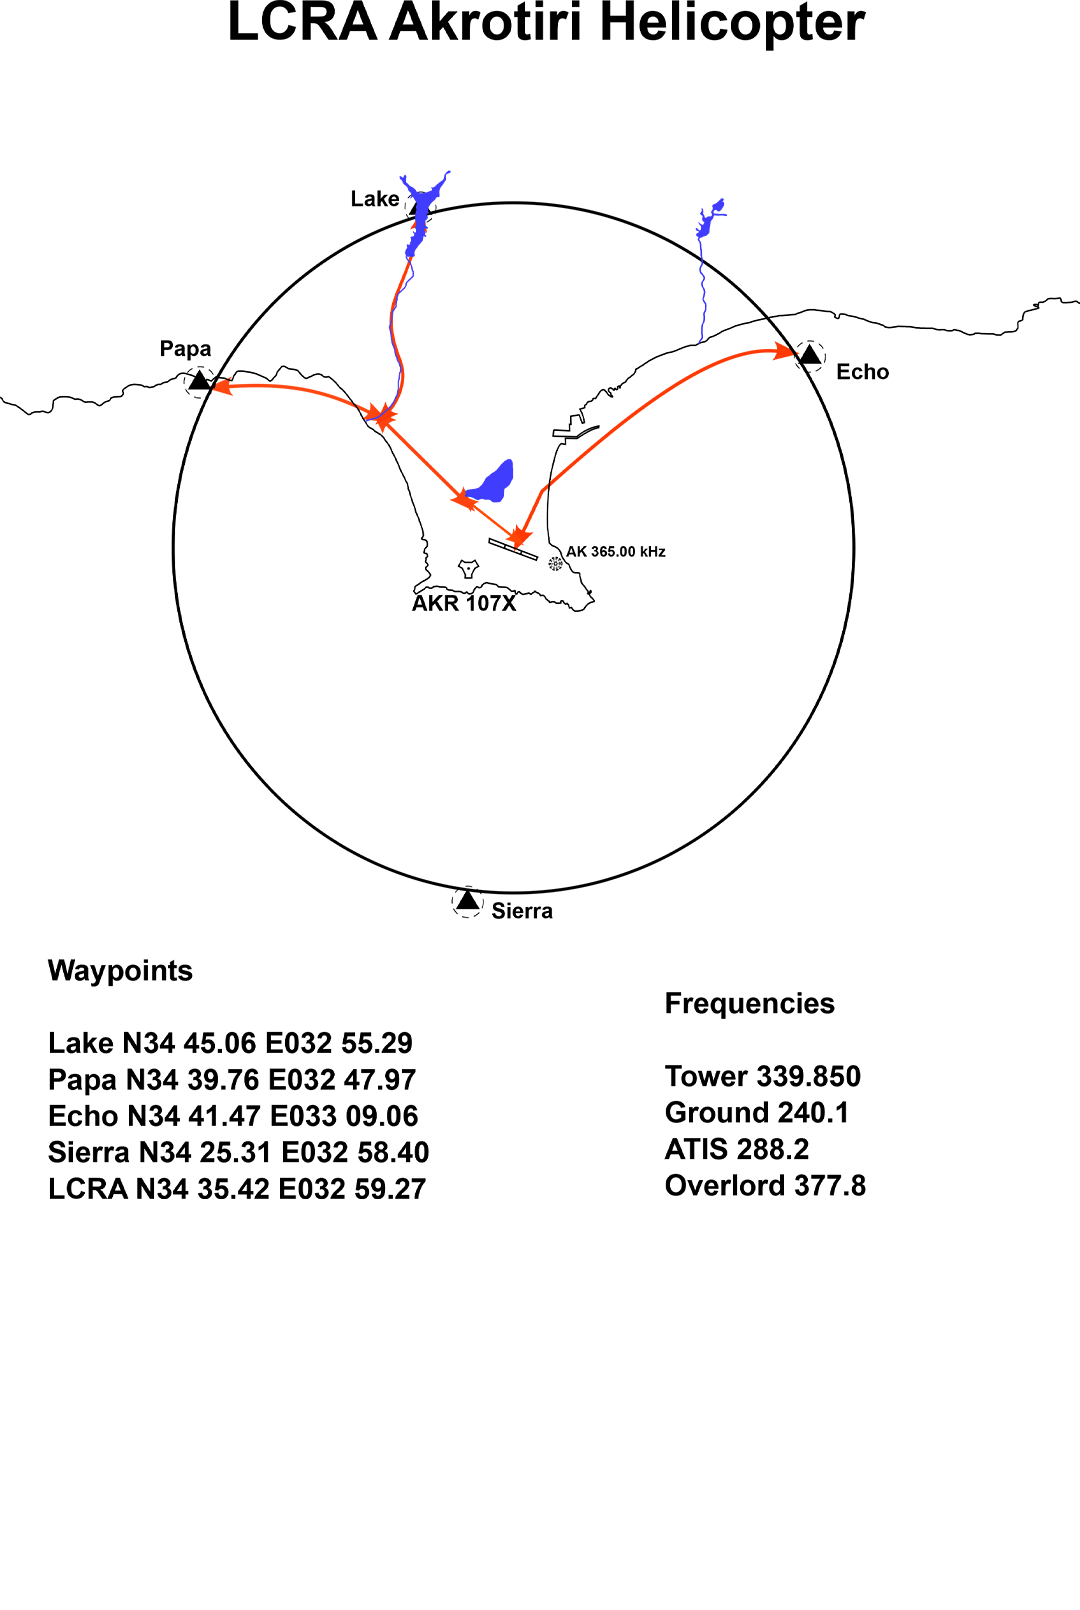 LCRA Akrotiri Helicopter
Lake
Papa
Echo
AK 365.00 kHz
AKR 107X
Sierra
Waypoints
Lake N34 45.06 E032 55.29
Papa N34 39.76 E032 47.97
Echo N34 41.47 E033 09.06
Sierra N34 25.31 E032 58.40
LCRA N34 35.42 E032 59.27
Frequencies
Tower 339.850
Ground 240.1
ATIS 288.2
Overlord 377.8